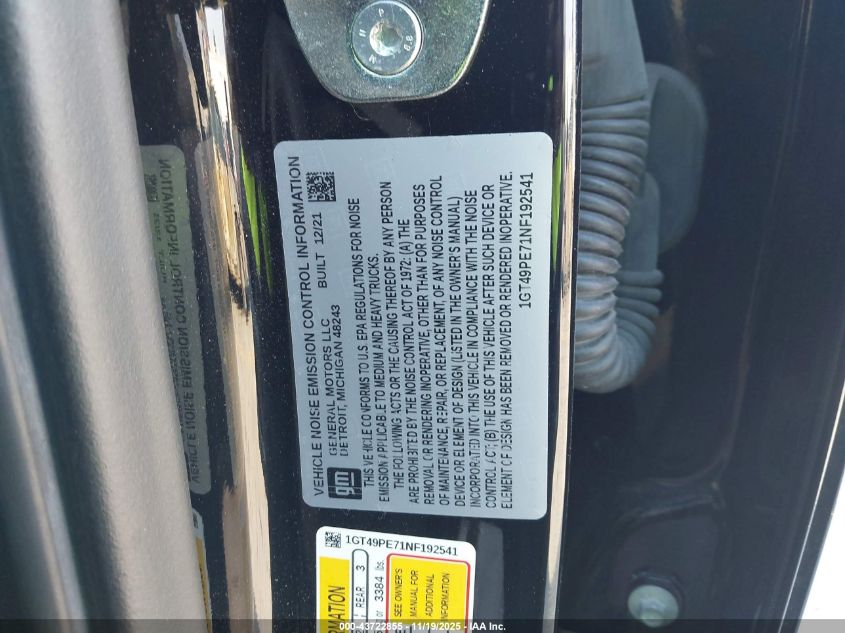 VEHICLE NOISE EMISSION CONTROL INFORMATION
gm
GENERAL MOTORS LLC
DETROIT, MICHIGAN 48243
BUILT 12/21
THIS VEHICLE CONFORMS TO U.S. EPA REGULATIONS FOR NOISE
EMISSION APPLICABLE TO MEDIUM AND HEAVY TRUCKS.
THE FOLLOWING ACTS OR THE CAUSING THEREOF BY ANY PERSON
ARE PROHIBITED BY THE NOISE CONTROL ACT OF 1972: (A) THE
REMOVAL OR RENDERING INOPERATIVE, OTHER THAN FOR PURPOSES
OF MAINTENANCE, REPAIR, OR REPLACEMENT, OF ANY NOISE CONTROL
DEVICE OR ELEMENT OF DESIGN (LISTED IN THE OWNER'S MANUAL)
INCORPORATED INTO THIS VEHICLE IN COMPLIANCE WITH THE NOISE
CONTROL ACT; (B) THE USE OF THIS VEHICLE AFTER SUCH DEVICE OR
ELEMENT OF DESIGN HAS BEEN REMOVED OR RENDERED INOPERATIVE.
1GT49PE71NF192541
1GT49PE71NF192541
REAR 3
or 3384 lbs.
SEE OWNER'S
MANUAL FOR
ADDITIONAL
INFORMATION
000-43722855 - 11/19/2025 - IAA Inc.